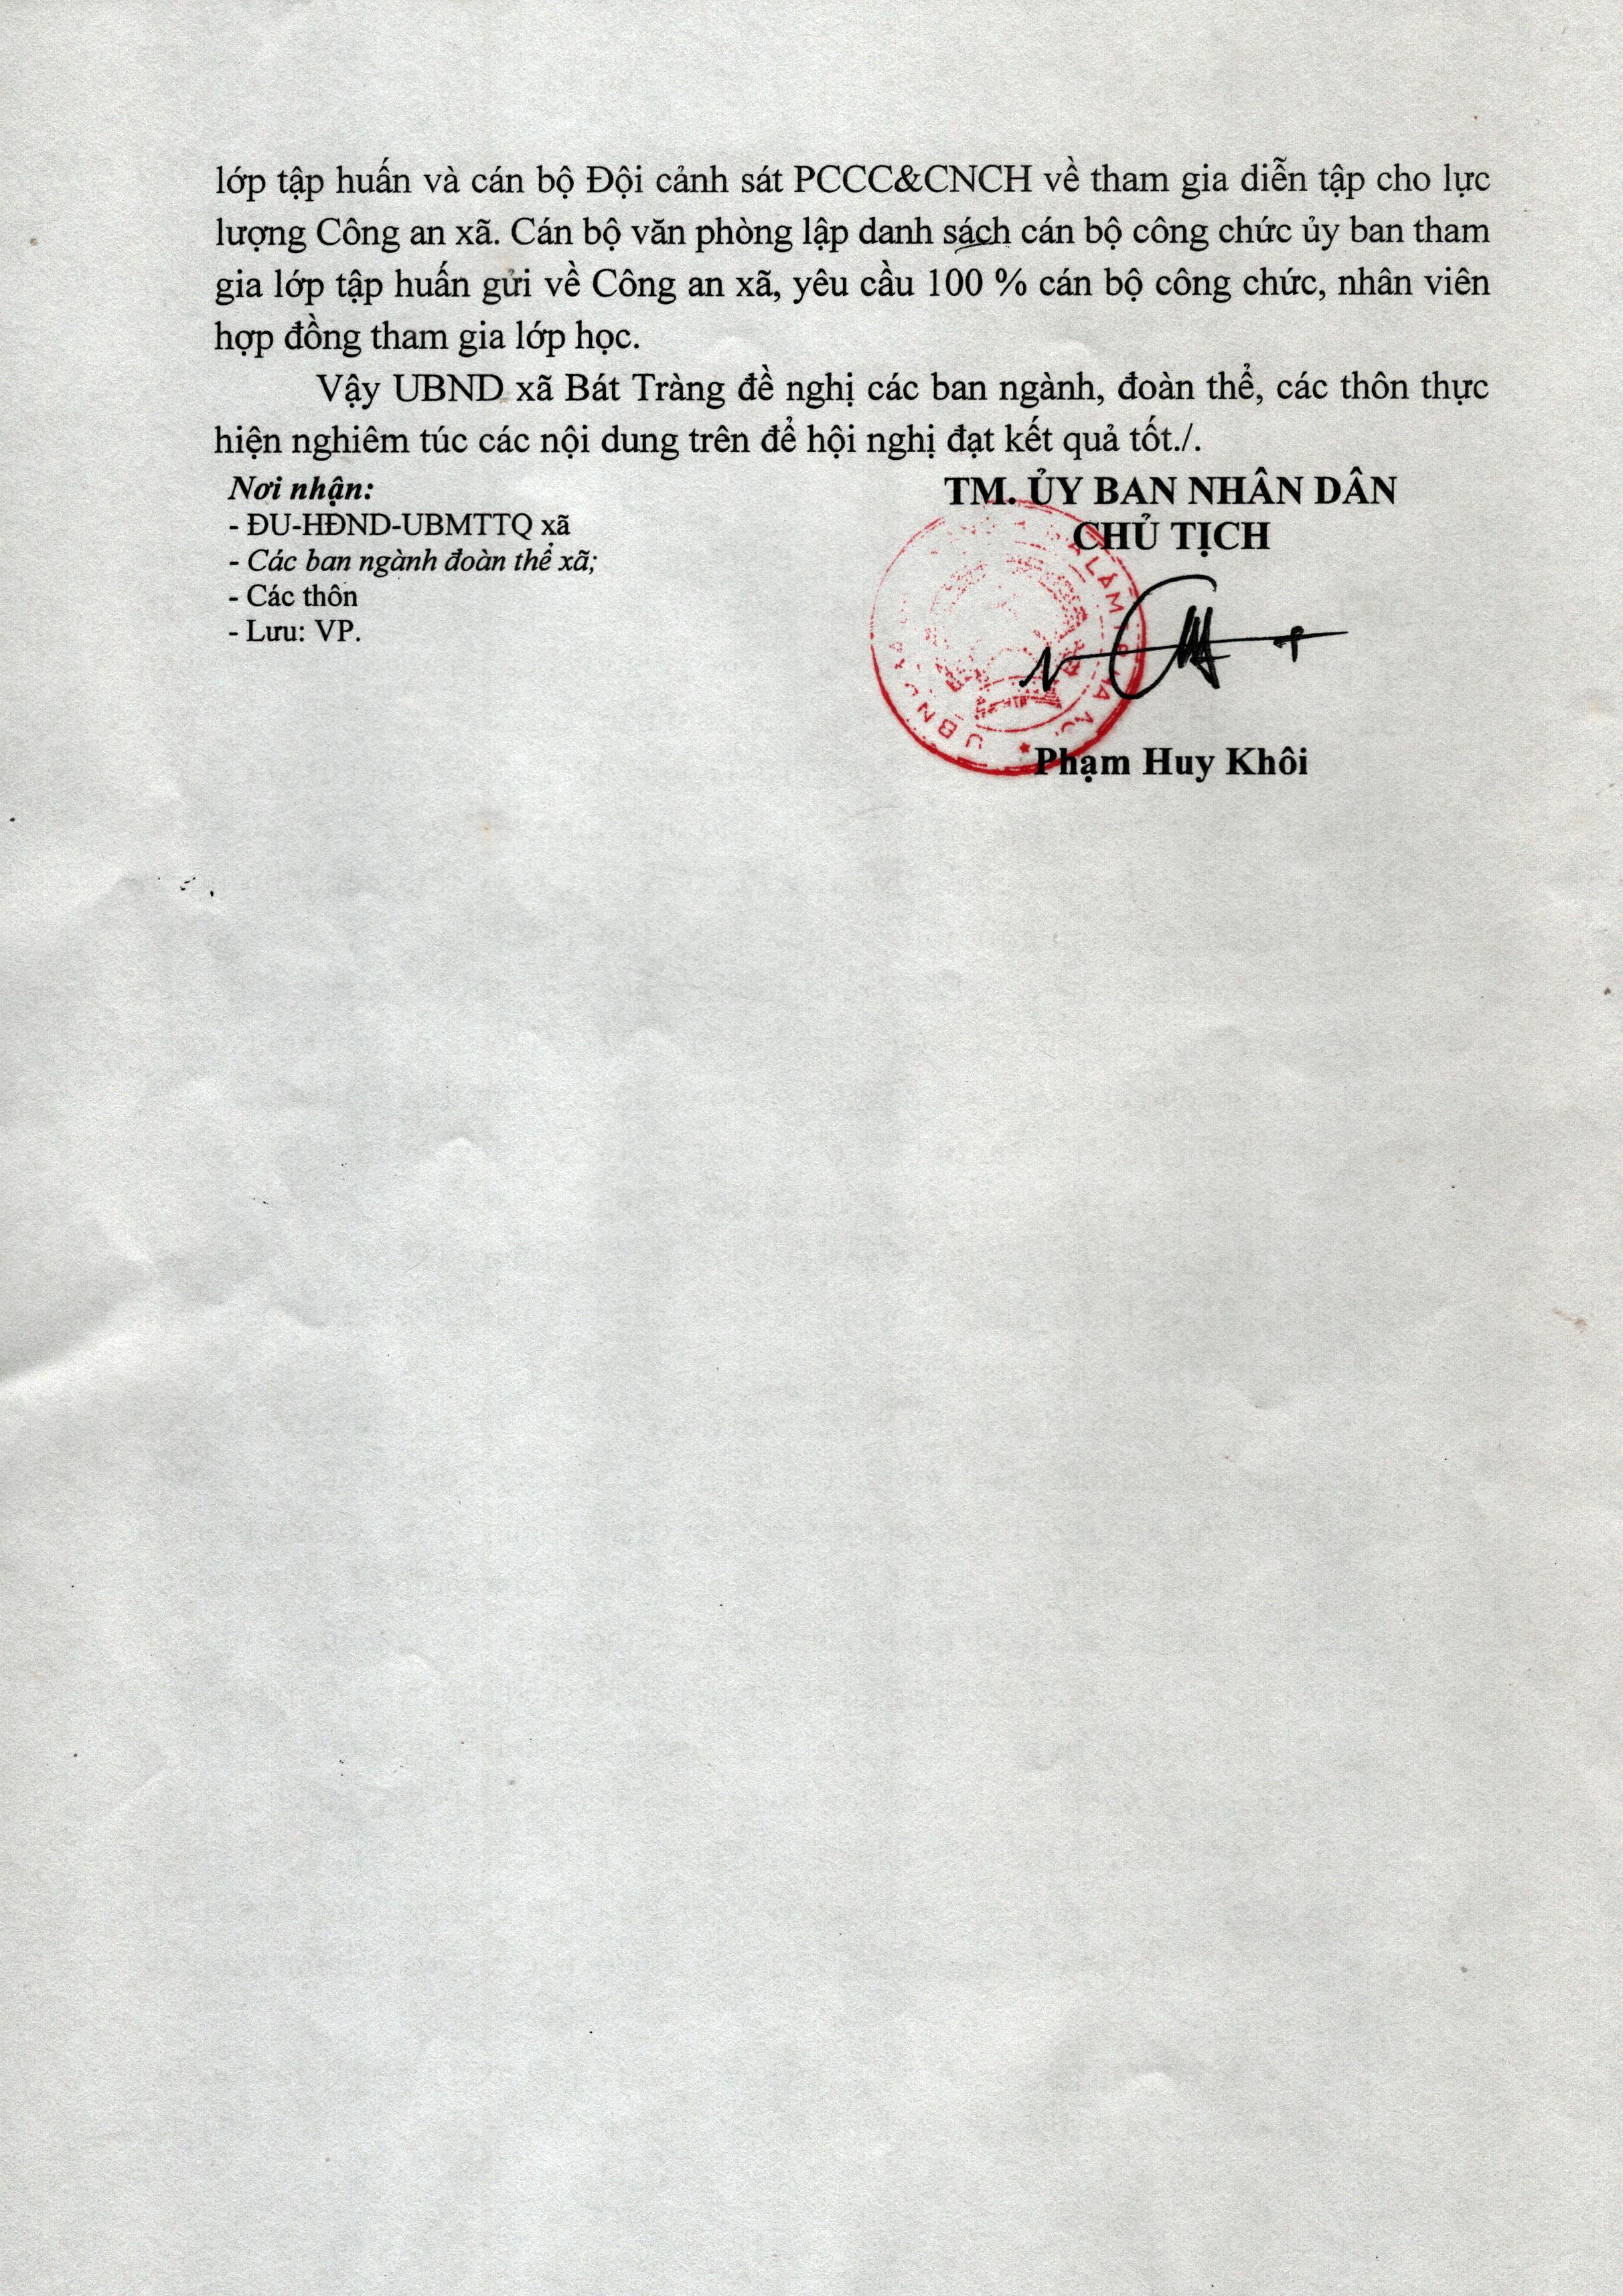 lớp tập huấn và cán bộ Đội cảnh sát PCCC&CNCH về tham gia diễn tập cho lực
lượng Công an xã. Cán bộ văn phòng lập danh sách cán bộ công chức ủy ban tham
gia lớp tập huấn gửi về Công an xã, yêu cầu 100 % cán bộ công chức, nhân viên
hợp đồng tham gia lớp học.
Vậy UBND xã Bát Tràng đề nghị các ban ngành, đoàn thể, các thôn thực
hiện nghiêm túc các nội dung trên để hội nghị đạt kết quả tốt./.
Nơi nhận:
- ĐU-HĐND-UBMTTQ xã
- Các ban ngành đoàn thể xã;
- Các thôn
- Lưu: VP.
TM. ỦY BAN NHÂN DÂN
CHỦ TỊCH
Phạm Huy Khôi